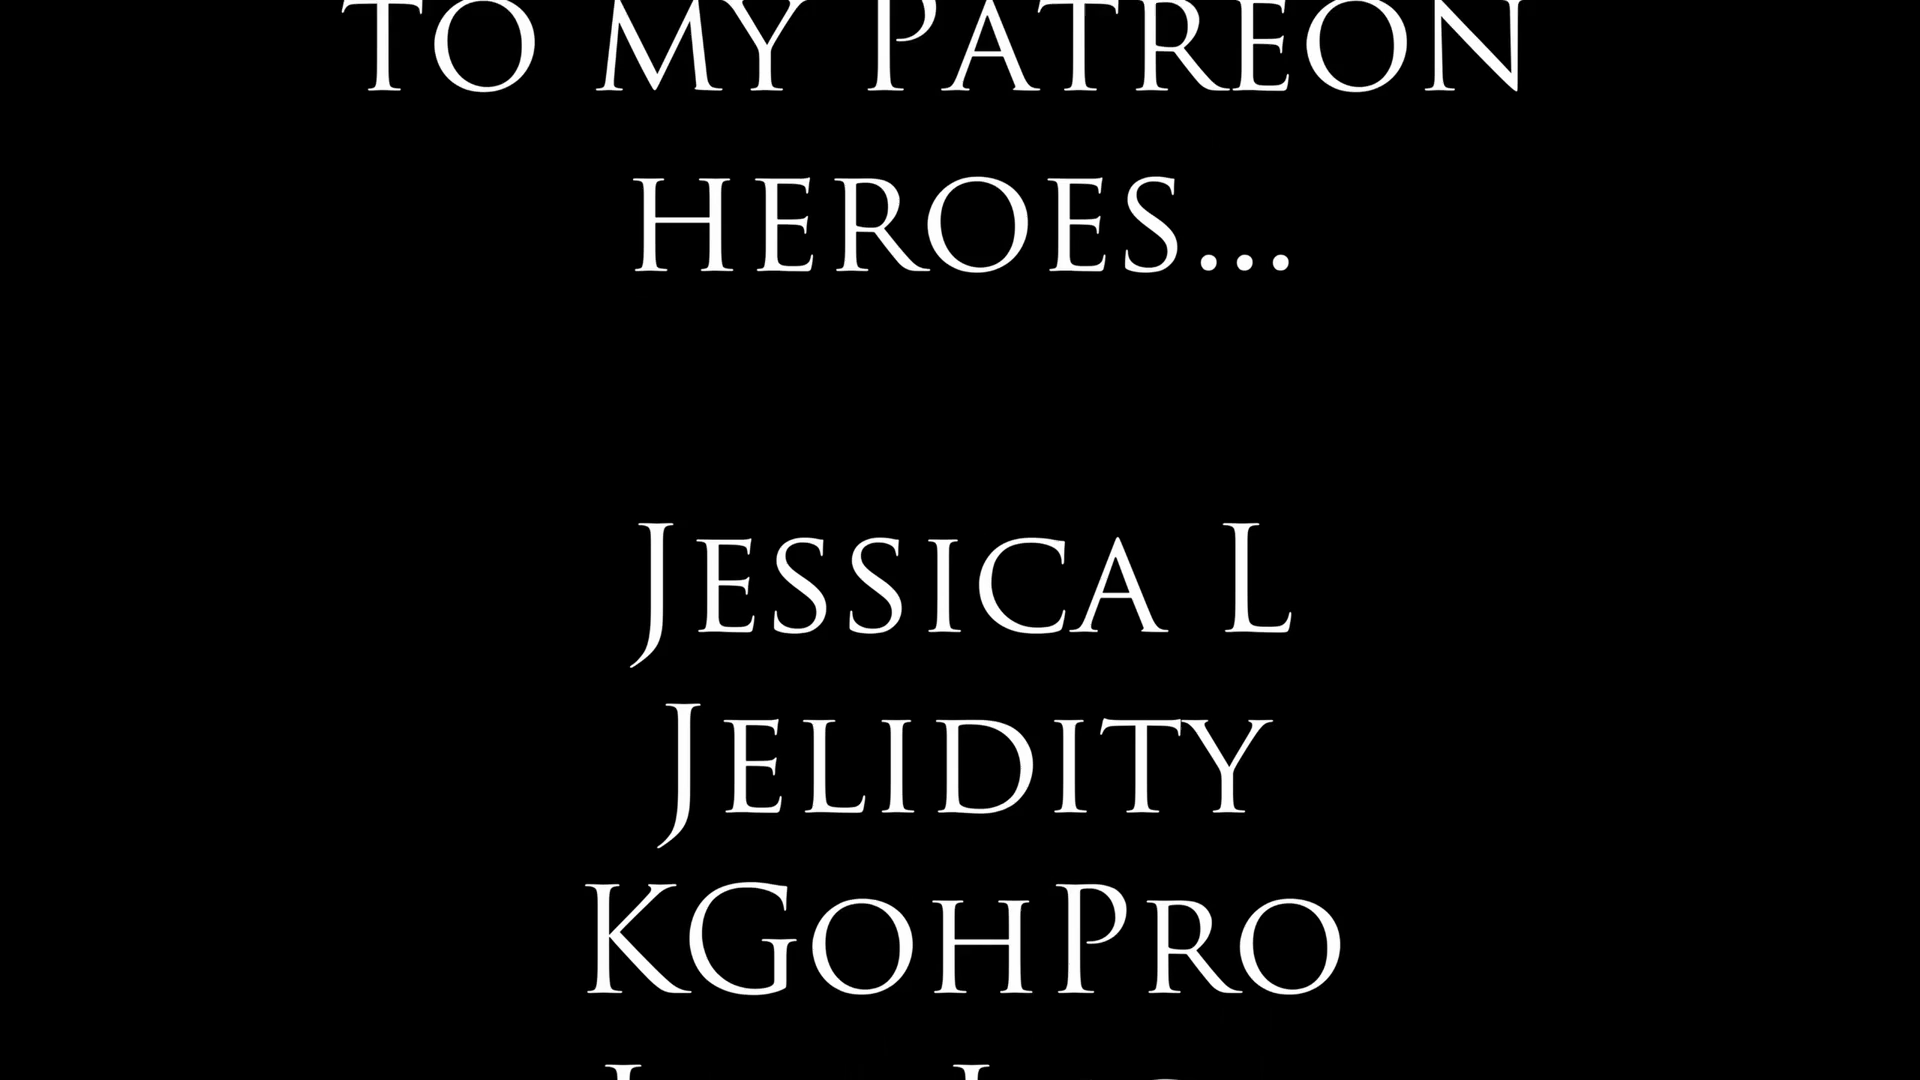 to my Patreon
heroes...
Jessica L
Jelidity
KGohPro